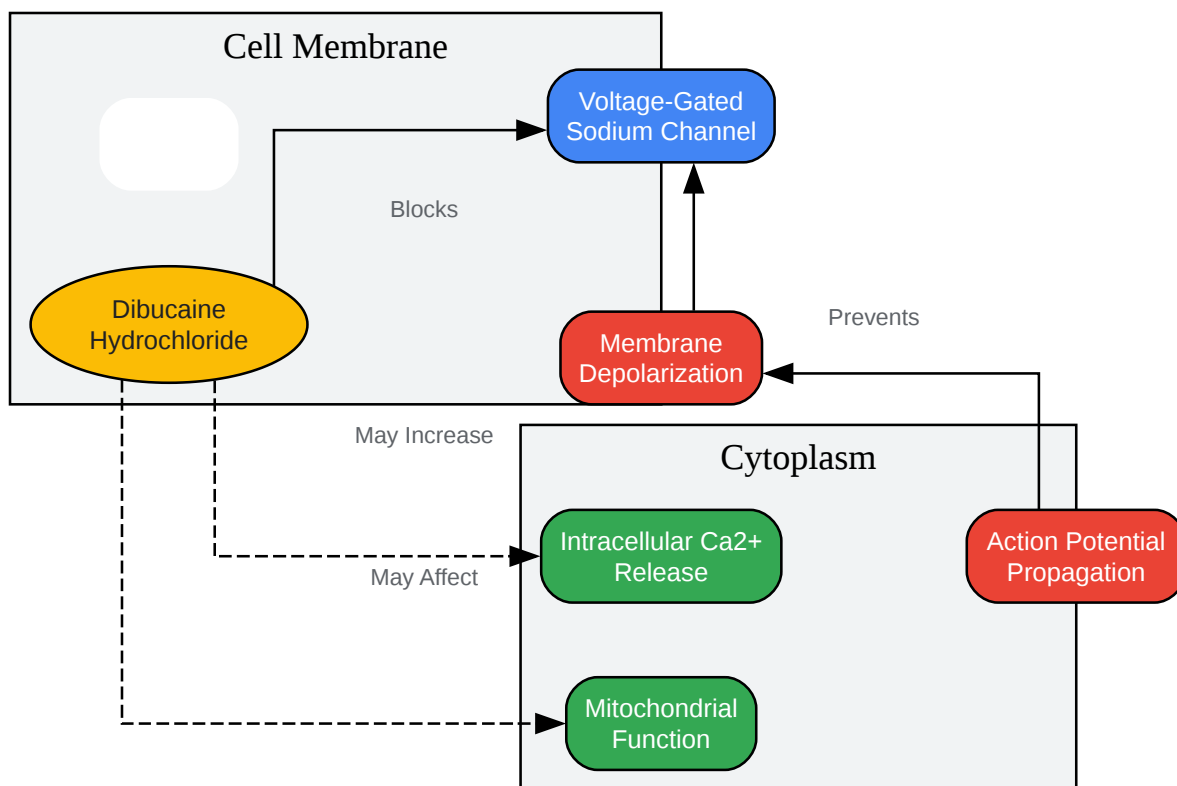 Cell Membrane
Voltage-Gated
Sodium Channel
Blocks
Dibucaine
Hydrochloride
Membrane
Depolarization
Prevents
May Increase
Cytoplasm
Intracellular Ca2+
Release
Action Potential
Propagation
May Affect
Mitochondrial
Function